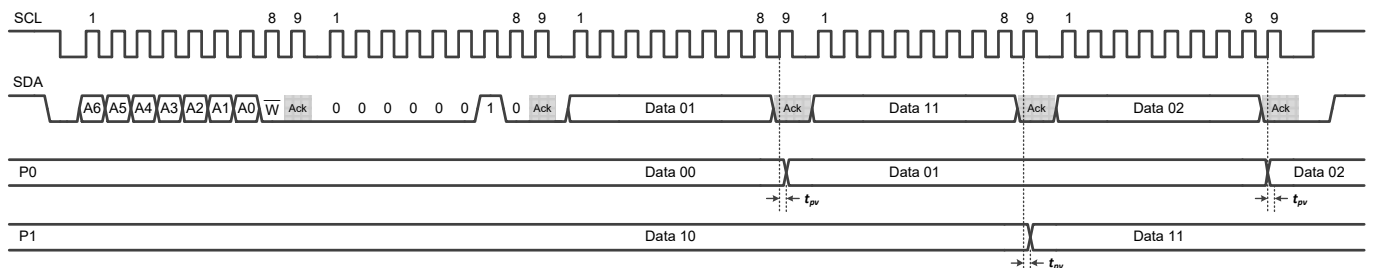 SCL 1 8 9 1 8 9 1 8 9 1 8 9 1 8 9
SDA A6 A5 A4 A3 A2 A1 A0 W Ack 0 0 0 0 0 0 1 0 Ack Data 01 Ack Data 11 Ack Data 02 Ack
P0 Data 00 Data 01 Data 02
tpv tpv
P1 Data 10 Data 11
tpv